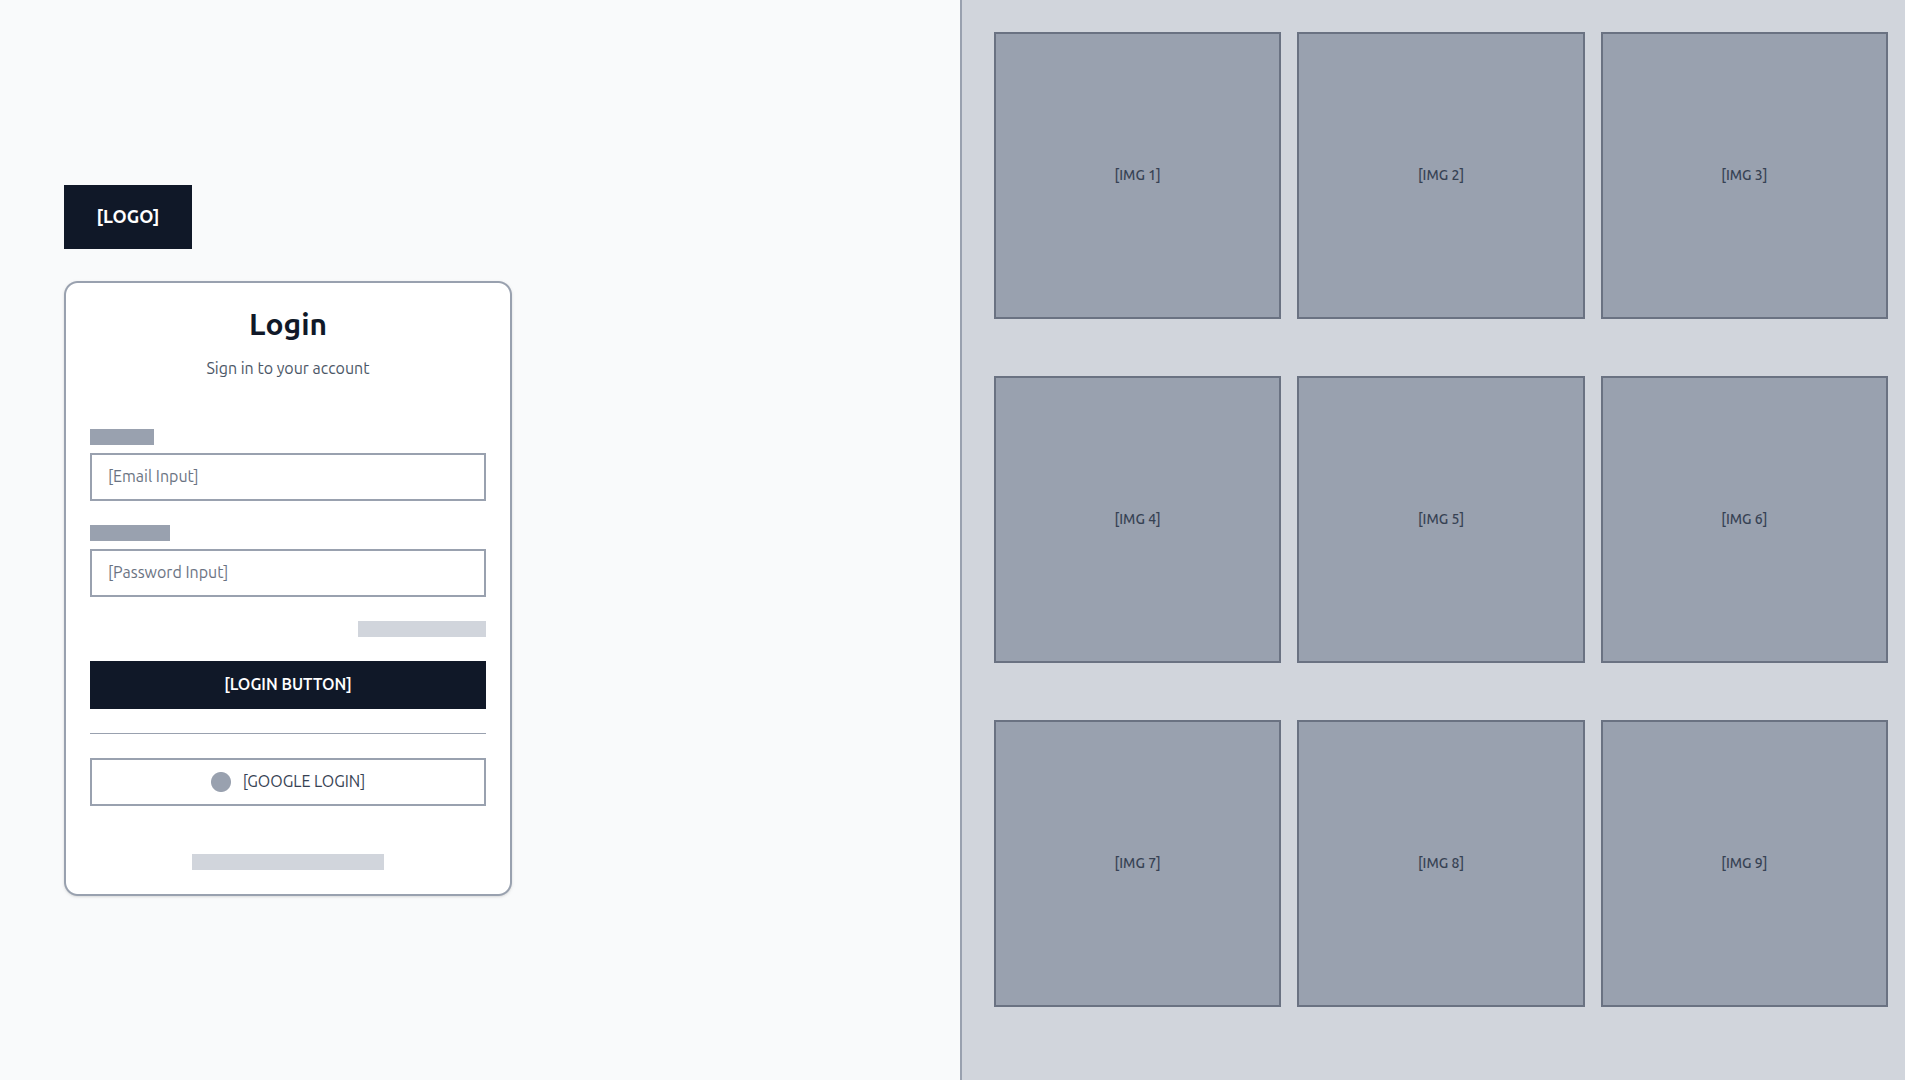 [LOGO]
Login
Sign in to your account
[Email Input]
[Password Input]
[LOGIN BUTTON]
[GOOGLE LOGIN]
[IMG 1]
[IMG 2]
[IMG 3]
[IMG 4]
[IMG 5]
[IMG 6]
[IMG 7]
[IMG 8]
[IMG 9]